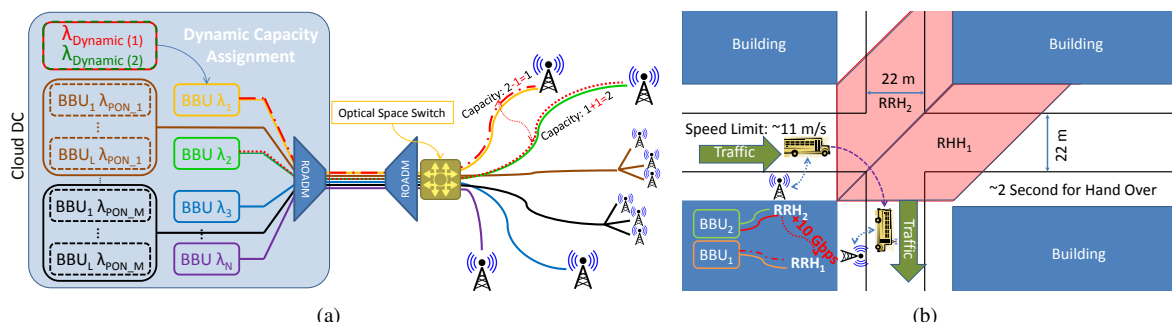 Cloud DC
λDynamic (1)
λDynamic (2)
Dynamic Capacity
Assignment
BBU1 λPON_1
⋮
BBUL λPON_1
⋮
BBU1 λPON_M
⋮
BBUL λPON_M
BBU λ1
BBU λ2
BBU λ3
⋮
BBU λN
ROADM
Optical Space Switch
ROADM
Capacity: 2-1=1
Capacity: 1+1=2
(a)
Building
Building
22 m
RRH2
Speed Limit: ~11 m/s
Traffic
RHH1
22 m
~2 Second for Hand Over
BBU2
BBU1
RRH2
×10 Gbps
RRH1
Traffic
Building
(b)